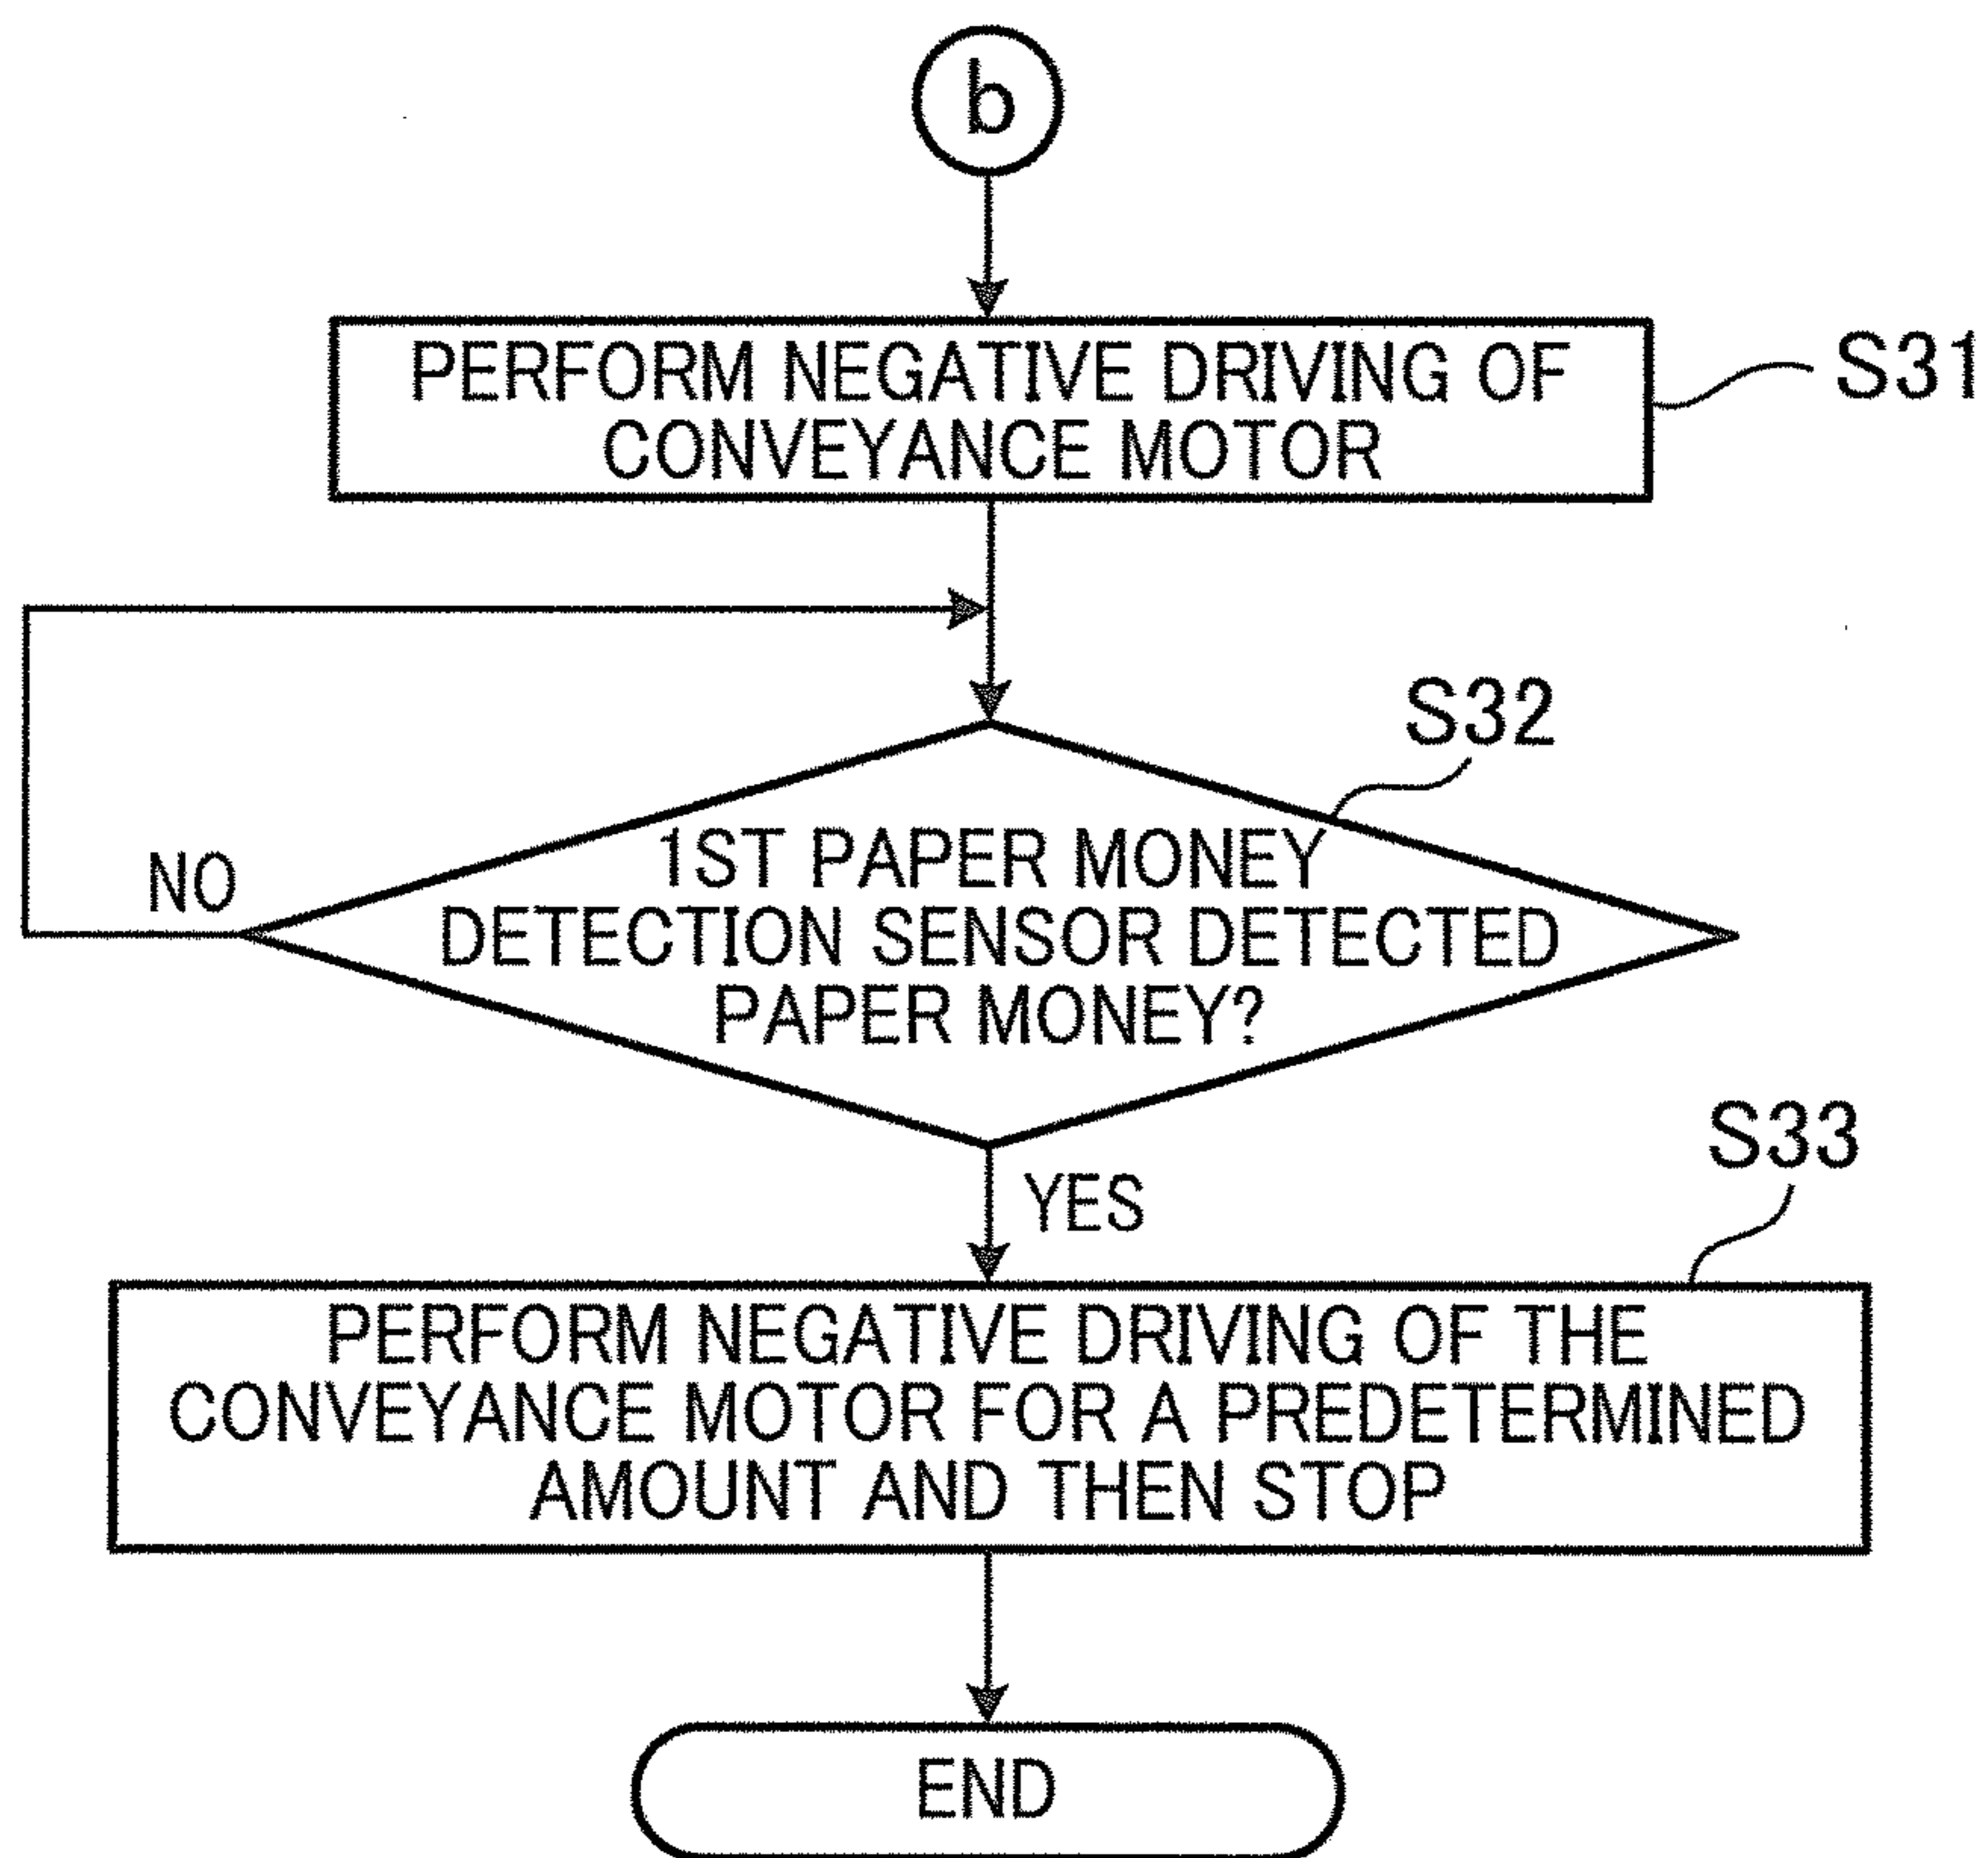 b
PERFORM NEGATIVE DRIVING OF
CONVEYANCE MOTOR
S31
S32
1ST PAPER MONEY
DETECTION SENSOR DETECTED
PAPER MONEY?
NO
YES
S33
PERFORM NEGATIVE DRIVING OF THE
CONVEYANCE MOTOR FOR A PREDETERMINED
AMOUNT AND THEN STOP
END